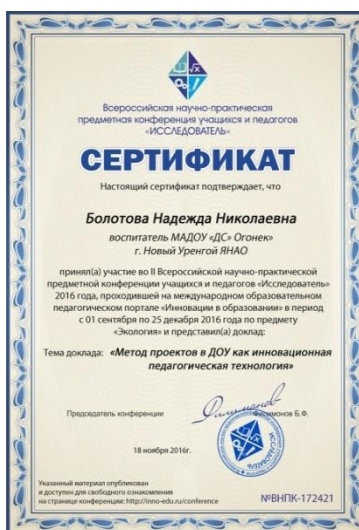 Всероссийская научно-практическая
предметная конференция учащихся и педагогов
«ИССЛЕДОВАТЕЛЬ»
СЕРТИФИКАТ
Настоящий сертификат подтверждает, что
Болотова Надежда Николаевна
воспитатель МАДОУ «ДС» Огонек»
г. Новый Уренгой ЯНАО
принял(а) участие во II Всероссийской научно-практической
предметной конференции учащихся и педагогов «Исследователь»
2016 года, проходившей на международном образовательном
педагогическом портале «Инновации в образовании» в период
с 01 сентября по 25 декабря 2016 года по предмету
«Экология» и представил(а) доклад:
Тема доклада: «Метод проектов в ДОУ как инновационная
педагогическая технология»
Председатель конференции Филимонов Б.Ф.
18 ноября 2016г.
Указанный материал опубликован
и доступен для свободного ознакомления
на странице конференции: http://inno-edu.ru/conference
№ВНПК-172421